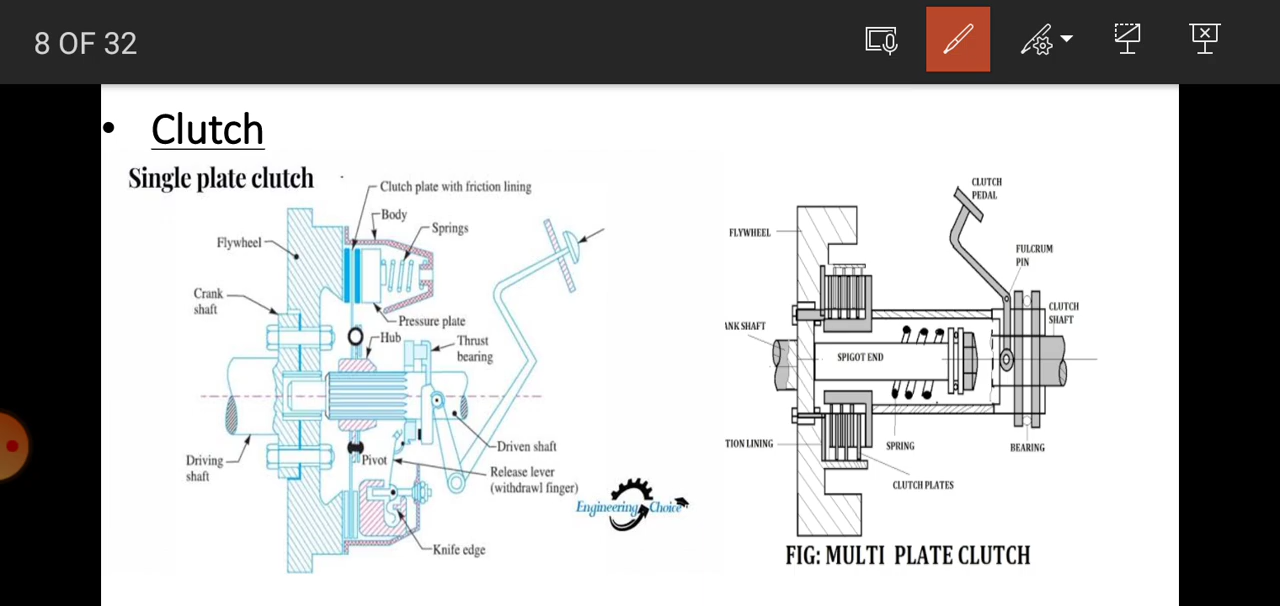 8 OF 32
• Clutch
Single plate clutch
Clutch plate with friction lining
Body
Springs
Flywheel
Crank
shaft
Pressure plate
Hub
Thrust
bearing
Driven shaft
Driving
shaft
Pivot
Release lever
(withdrawl finger)
Knife edge
Engineering Choice
CLUTCH
PEDAL
FLYWHEEL
FULCRUM
PIN
CLUTCH
SHAFT
ANK SHAFT
SPIGOT END
TION LINING
SPRING
BEARING
CLUTCH PLATES
FIG: MULTI PLATE CLUTCH